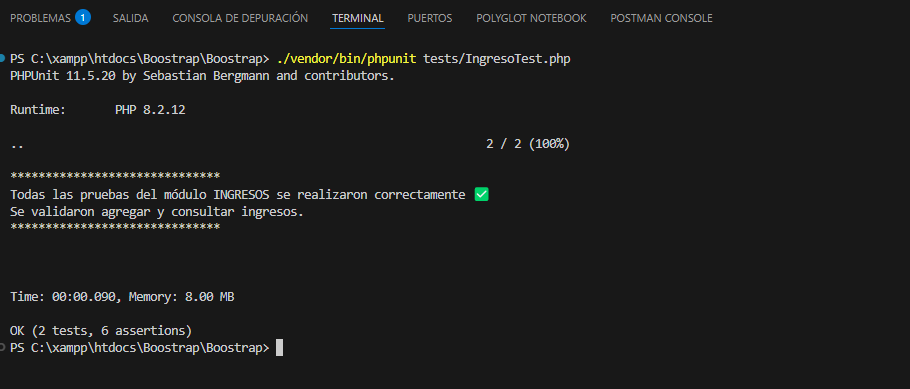 PROBLEMAS 1 SALIDA CONSOLA DE DEPURACIÓN TERMINAL PUERTOS POLYGLOT NOTEBOOK POSTMAN CONSOLE
PS C:\xampp\htdocs\Boostrap\Boostrap> ./vendor/bin/phpunit tests/IngresoTest.php
PHPUnit 11.5.20 by Sebastian Bergmann and contributors.
Runtime:       PHP 8.2.12
..                                                                  2 / 2 (100%)
******************************
Todas las pruebas del módulo INGRESOS se realizaron correctamente ✅
Se validaron agregar y consultar ingresos.
******************************
Time: 00:00.090, Memory: 8.00 MB
OK (2 tests, 6 assertions)
PS C:\xampp\htdocs\Boostrap\Boostrap>